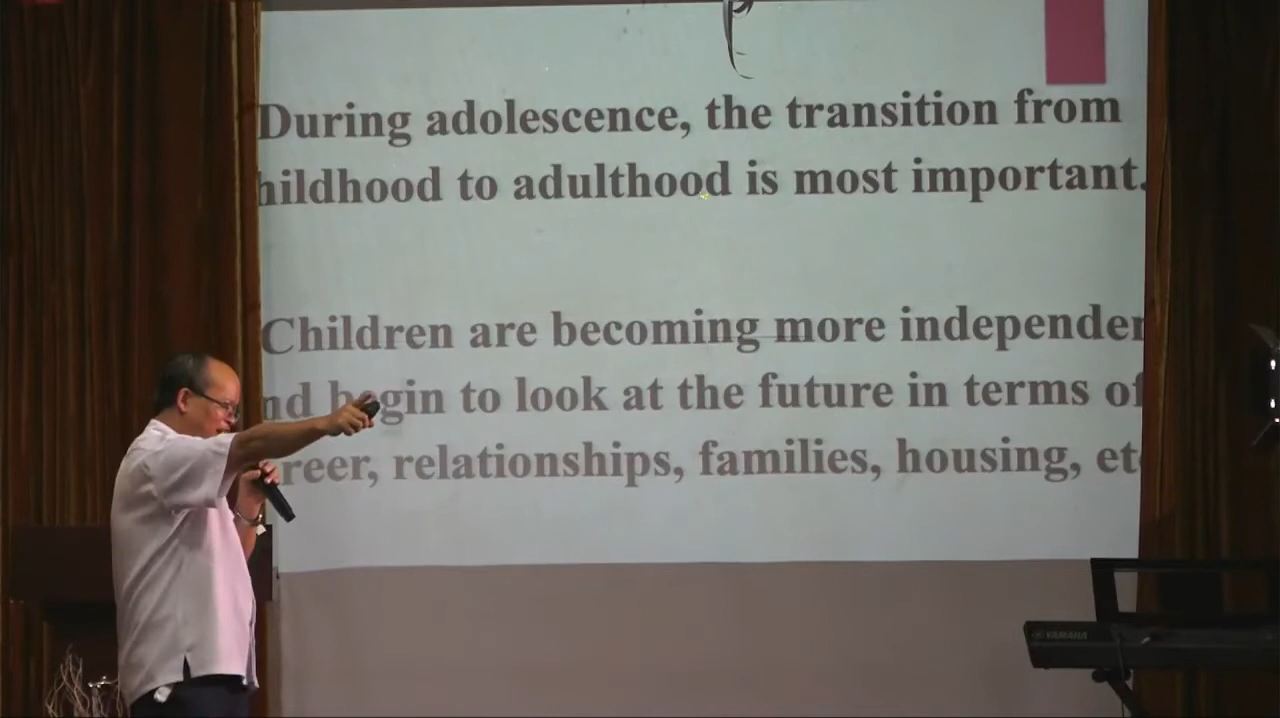 During adolescence, the transition from
hildhood to adulthood is most important.
Children are becoming more independen
nd begin to look at the future in terms of
reer, relationships, families, housing, et
YAMAHA